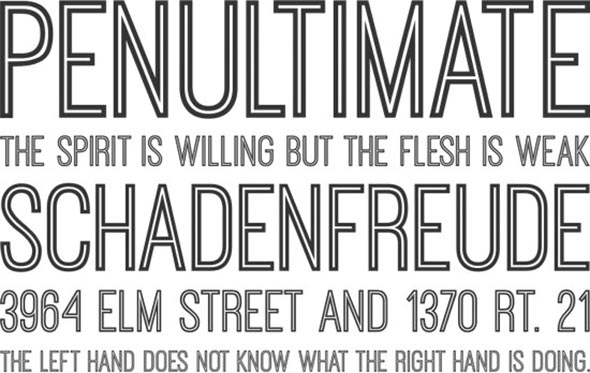 PENULTIMATE
THE SPIRIT IS WILLING BUT THE FLESH IS WEAK
SCHADENFREUDE
3964 ELM STREET AND 1370 RT. 21
THE LEFT HAND DOES NOT KNOW WHAT THE RIGHT HAND IS DOING.